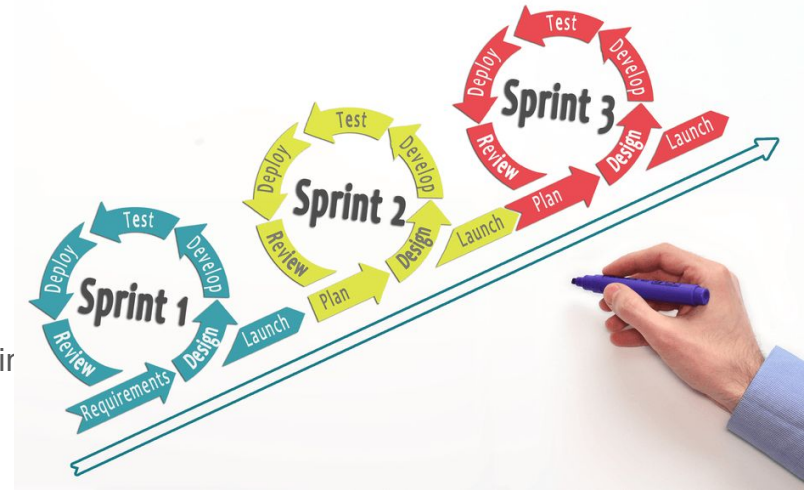 Sprint 1
Requirements
Design
Develop
Test
Deploy
Review
Launch
Sprint 2
Plan
Design
Develop
Test
Deploy
Review
Launch
Sprint 3
Plan
Design
Develop
Test
Deploy
Review
Launch